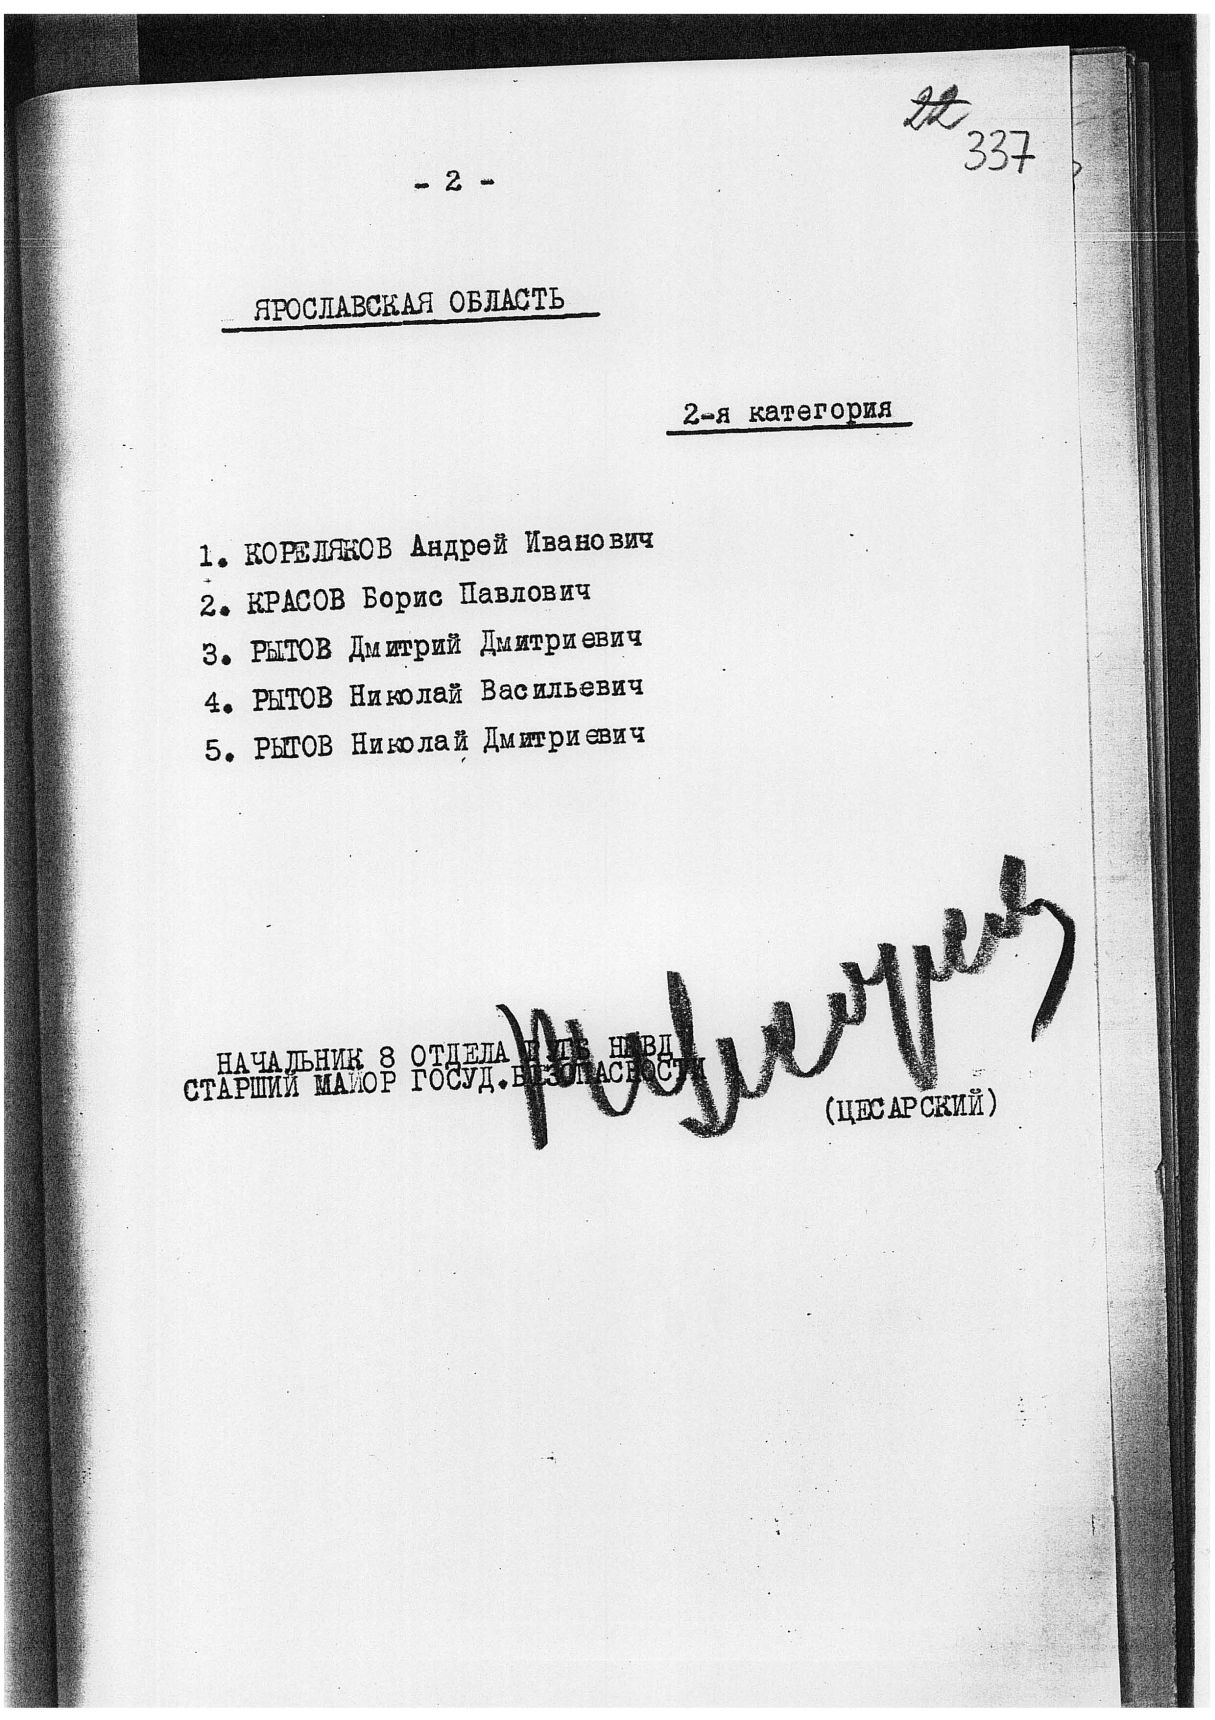 22
337
- 2 -
ЯРОСЛАВСКАЯ ОБЛАСТЬ
2-я категория
1. КОРЕЛЯКОВ Андрей Иванович
2. КРАСОВ Борис Павлович
3. РЫТОВ Дмитрий Дмитриевич
4. РЫТОВ Николай Васильевич
5. РЫТОВ Николай Дмитриевич
НАЧАЛЬНИК 8 ОТДЕЛА ГУГБ НКВД
СТАРШИЙ МАЙОР ГОСУД.БЕЗОПАСНОСТИ
(ЦЕСАРСКИЙ)